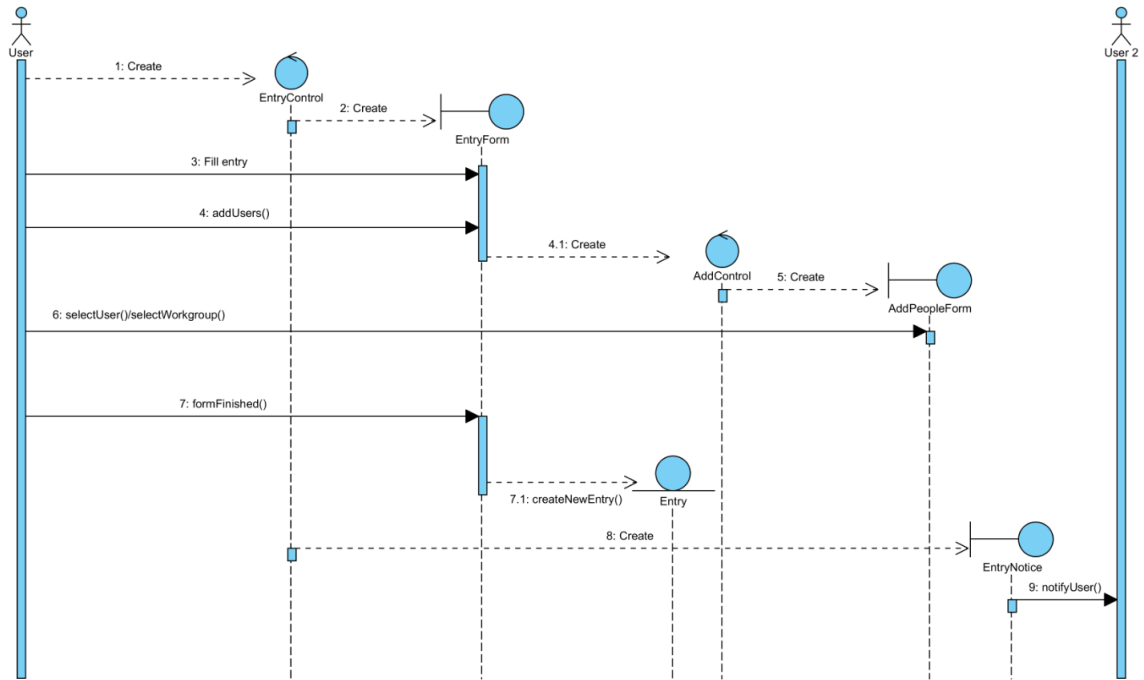 User
User 2
1: Create
EntryControl
2: Create
EntryForm
3: Fill entry
4: addUsers()
4.1: Create
AddControl
5: Create
AddPeopleForm
6: selectUser()/selectWorkgroup()
7: formFinished()
7.1: createNewEntry()
Entry
8: Create
EntryNotice
9: notifyUser()